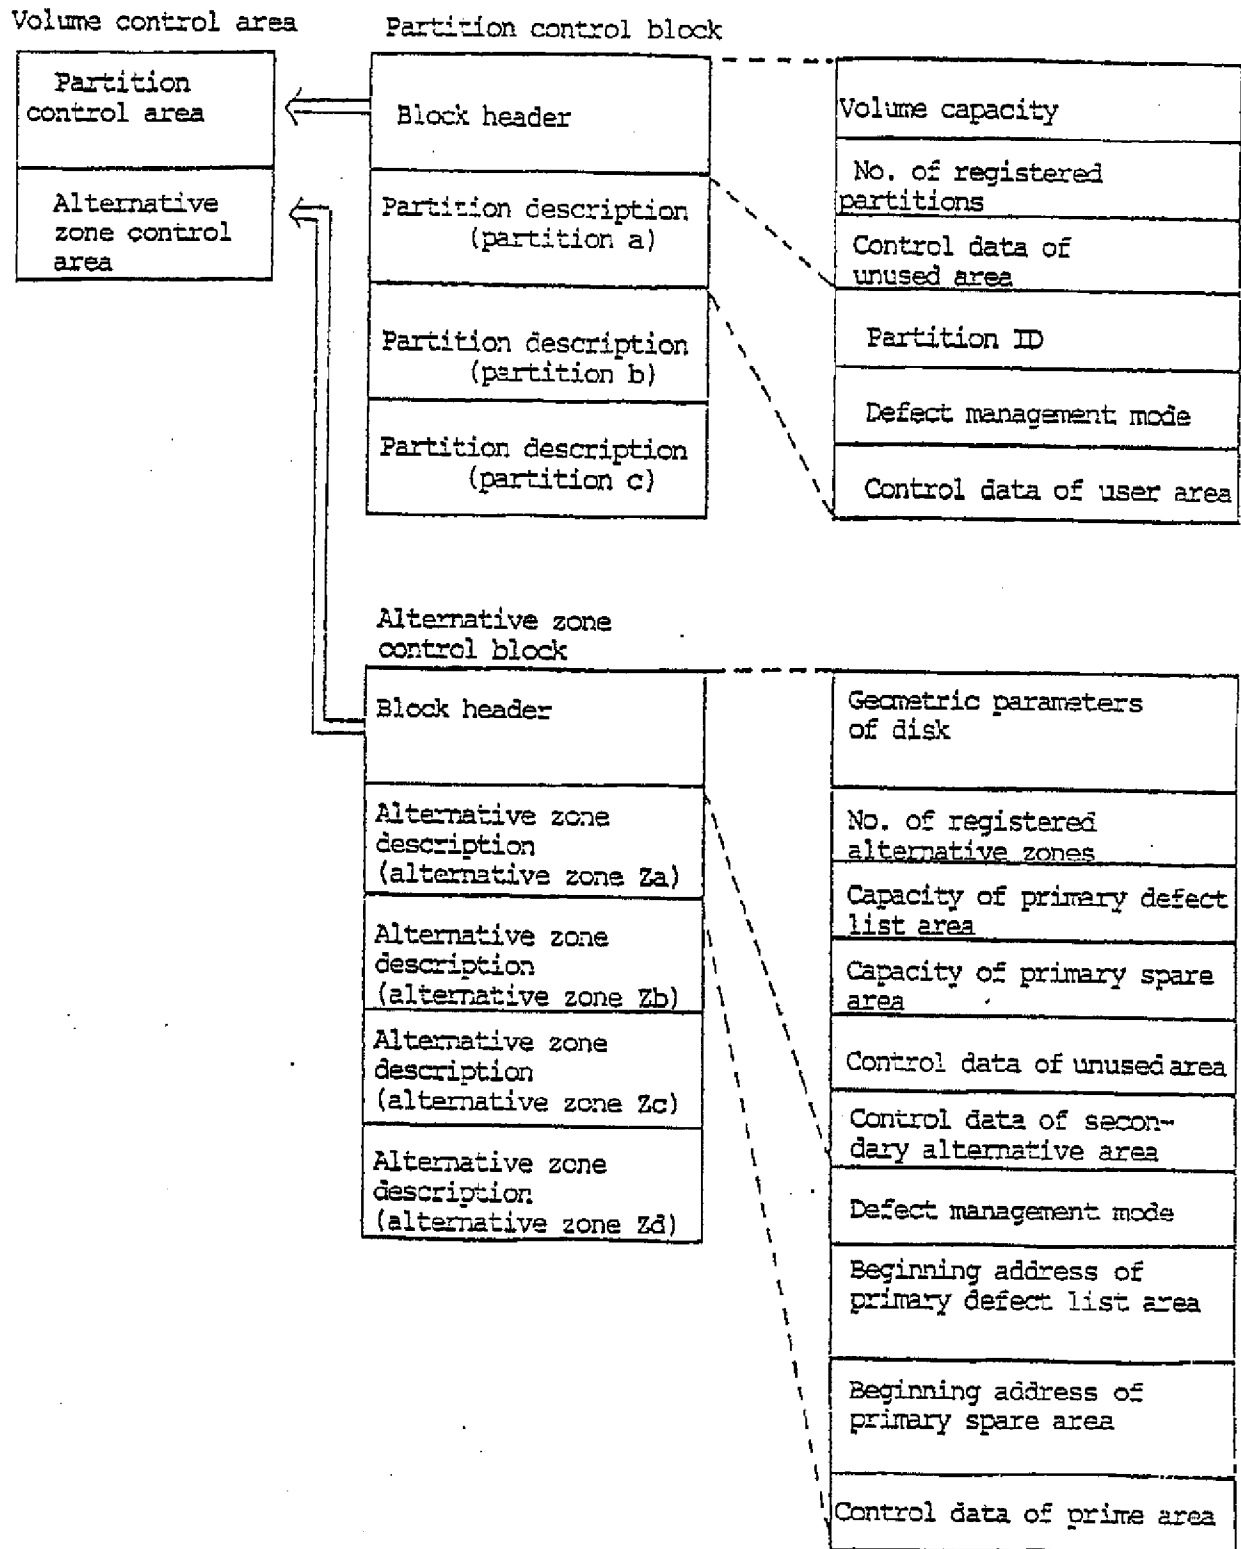 Volume control area
Partition
control area
Alternative
zone control
area
Partition control block
Block header
Partition description
(partition a)
Partition description
(partition b)
Partition description
(partition c)
Volume capacity
No. of registered
partitions
Control data of
unused area
Partition ID
Defect management mode
Control data of user area
Alternative zone
control block
Block header
Alternative zone
description
(alternative zone Za)
Alternative zone
description
(alternative zone Zb)
Alternative zone
description
(alternative zone Zc)
Alternative zone
description
(alternative zone Zd)
Geometric parameters
of disk
No. of registered
alternative zones
Capacity of primary defect
list area
Capacity of primary spare
area
Control data of unused area
Control data of secon-
dary alternative area
Defect management mode
Beginning address of
primary defect list area
Beginning address of
primary spare area
Control data of prime area